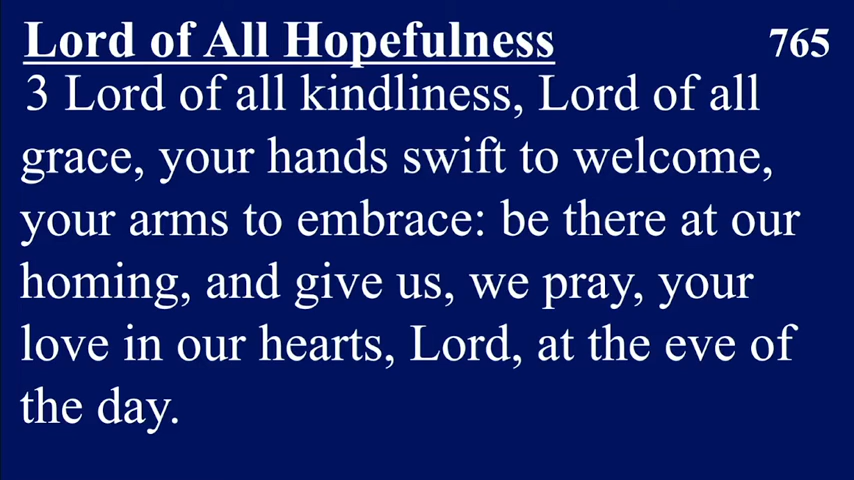 Lord of All Hopefulness 765
3 Lord of all kindliness, Lord of all
grace, your hands swift to welcome,
your arms to embrace: be there at our
homing, and give us, we pray, your
love in our hearts, Lord, at the eve of
the day.